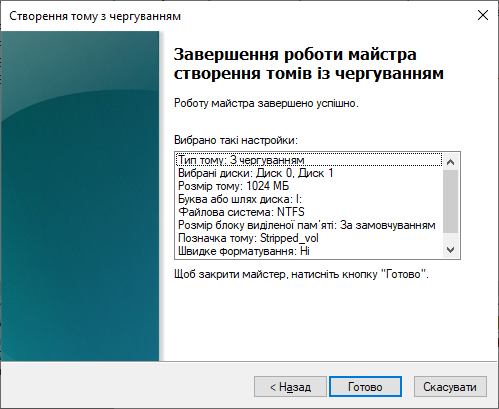 Створення тому з чергуванням
Завершення роботи майстра
створення томів із чергуванням
Роботу майстра завершено успішно.
Вибрано такі настройки:
Тип тому: З чергуванням
Вибрані диски: Диск 0, Диск 1
Розмір тому: 1024 МБ
Буква або шлях диска: I:
Файлова система: NTFS
Розмір блоку виділеної пам'яті: За замовчуванням
Позначка тому: Stripped_vol
Швидке форматування: Ні
Щоб закрити майстер, натисніть кнопку "Готово".
< Назад
Готово
Скасувати